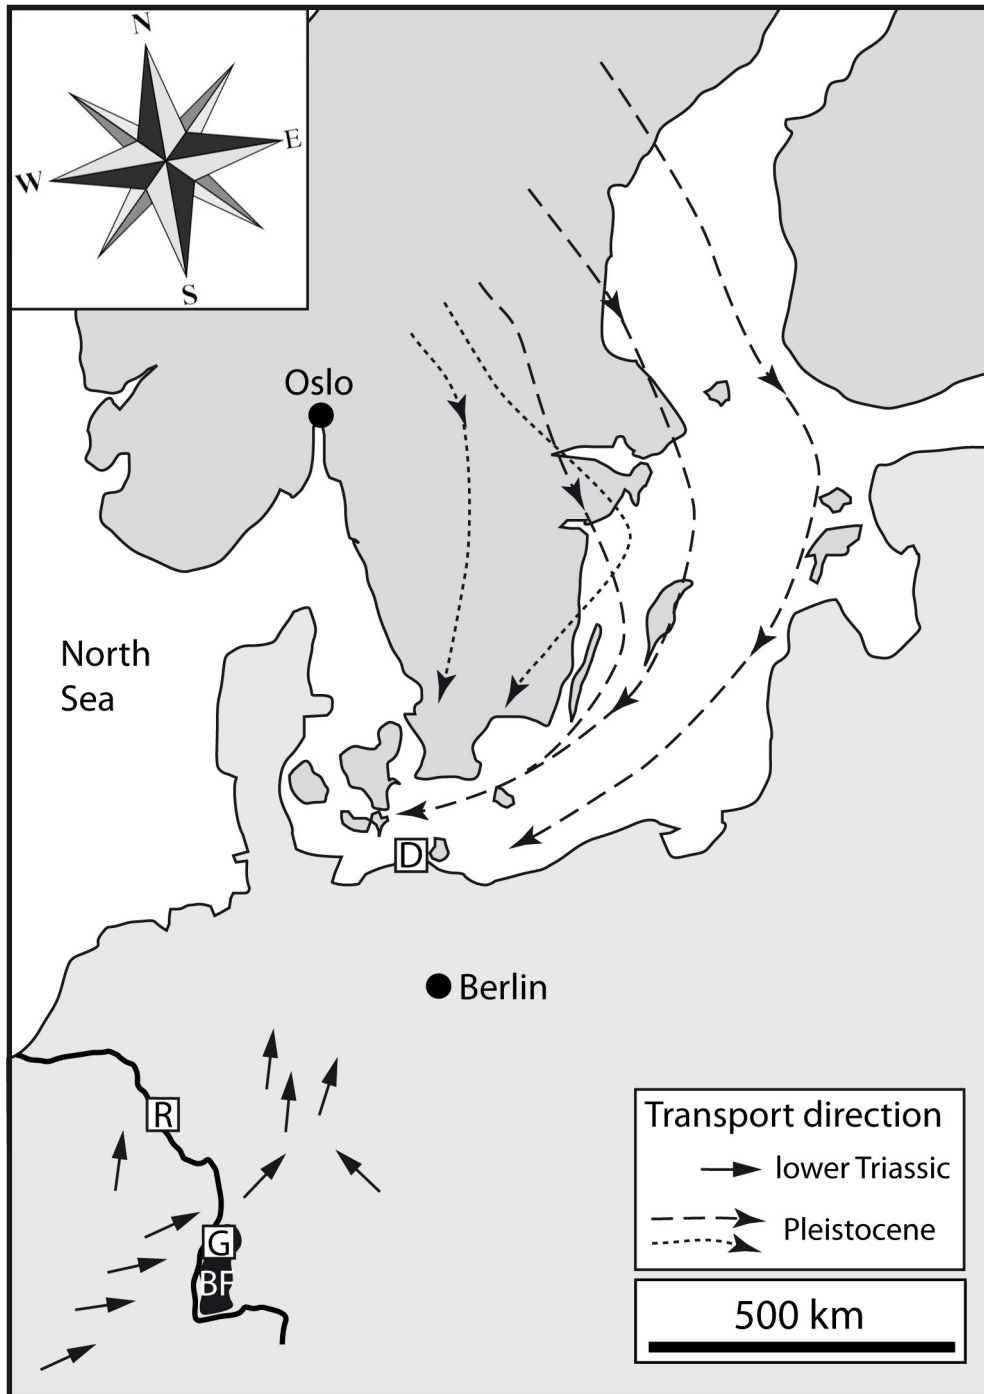 N
E
W
S
Oslo
North
Sea
D
Berlin
R
G
BF
Transport direction
lower Triassic
Pleistocene
500 km